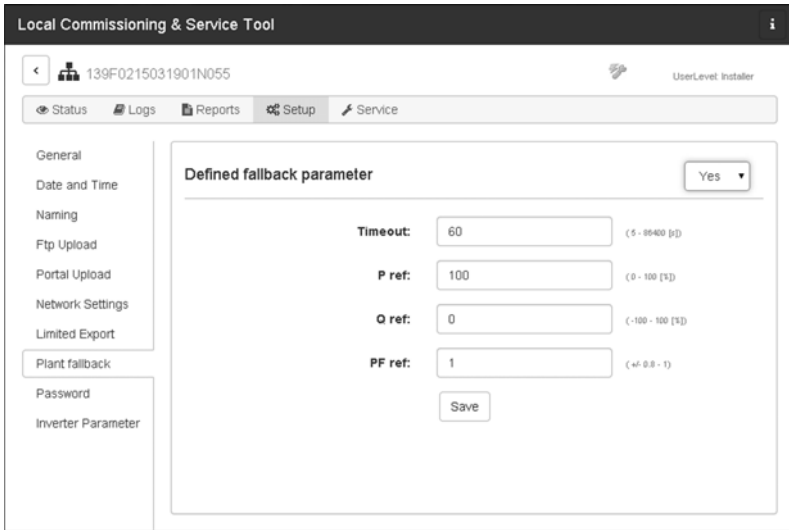 Local Commissioning & Service Tool i
139F0215031901N055 UserLevel: Installer
Status Logs Reports Setup Service
General
Date and Time
Naming
Ftp Upload
Portal Upload
Network Settings
Limited Export
Plant fallback
Password
Inverter Parameter
Defined fallback parameter Yes
Timeout: 60 ( 5 - 86400 [s])
P ref: 100 ( 0 - 100 [%])
Q ref: 0 ( -100 - 100 [%])
PF ref: 1 ( +/- 0.8 - 1)
Save